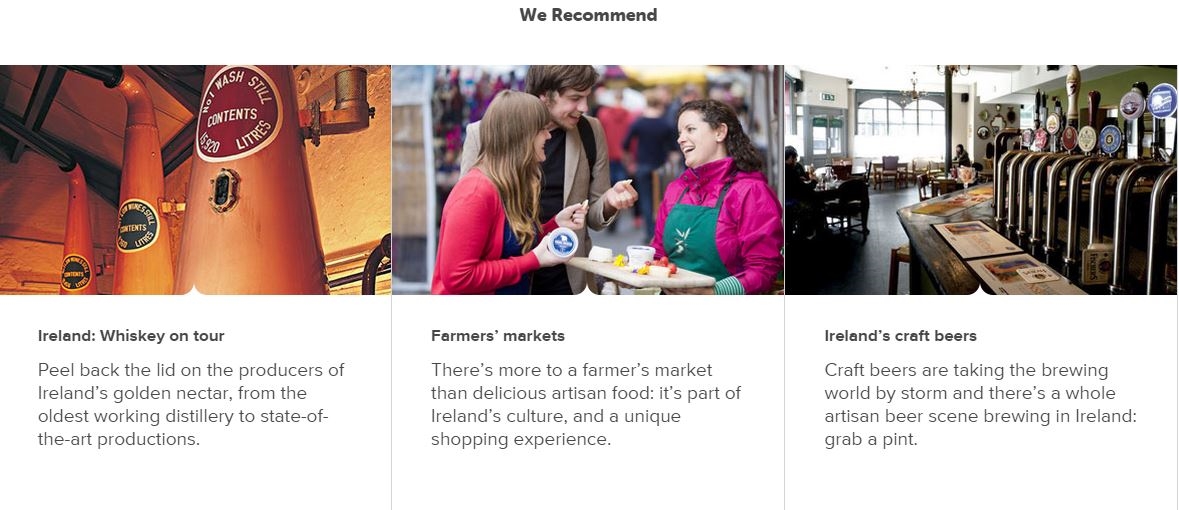 We Recommend
No1 WASH STILL
CONTENTS
15,920 LITRES
CONTENTS
LITRES
CONTENTS
Ireland: Whiskey on tour
Peel back the lid on the producers of
Ireland’s golden nectar, from the
oldest working distillery to state-of-
the-art productions.
Farmers’ markets
There’s more to a farmer’s market
than delicious artisan food: it’s part of
Ireland’s culture, and a unique
shopping experience.
Ireland’s craft beers
Craft beers are taking the brewing
world by storm and there’s a whole
artisan beer scene brewing in Ireland:
grab a pint.